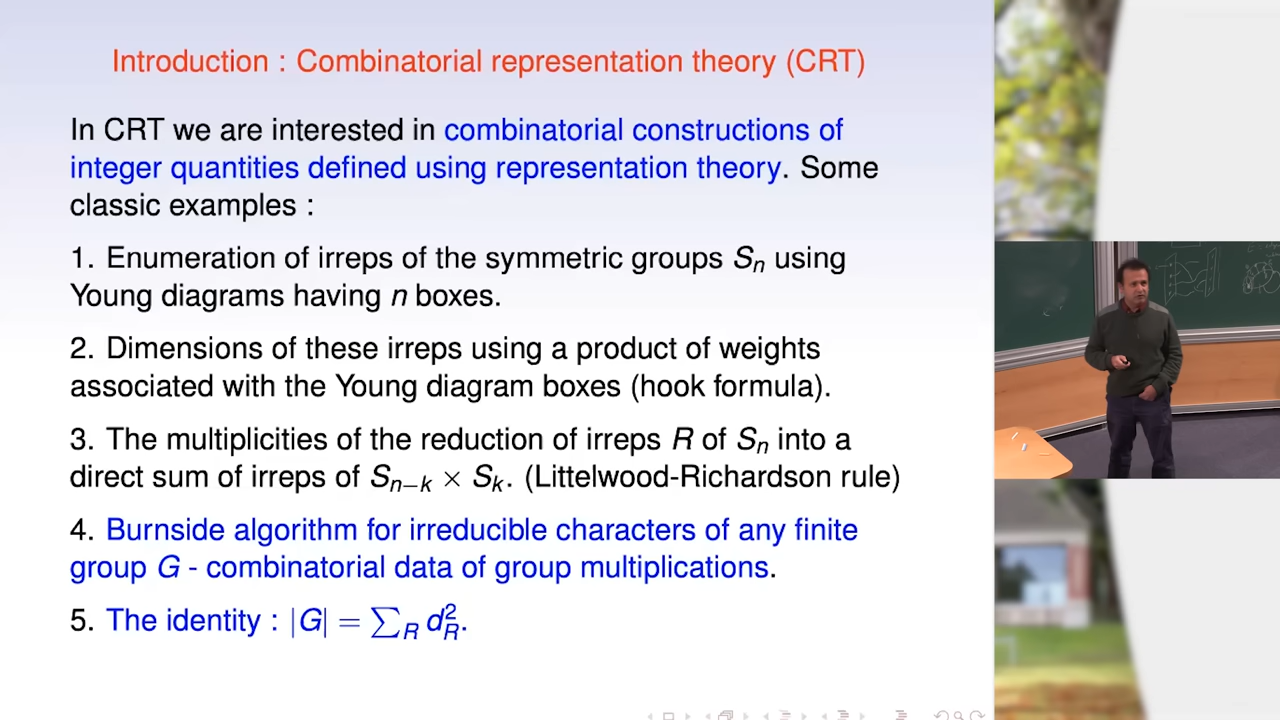 Introduction : Combinatorial representation theory (CRT)
In CRT we are interested in combinatorial constructions of
integer quantities defined using representation theory. Some
classic examples :
1. Enumeration of irreps of the symmetric groups Sₙ using
Young diagrams having n boxes.
2. Dimensions of these irreps using a product of weights
associated with the Young diagram boxes (hook formula).
3. The multiplicities of the reduction of irreps R of Sₙ into a
direct sum of irreps of Sₙ₋ₖ × Sₖ. (Littelwood-Richardson rule)
4. Burnside algorithm for irreducible characters of any finite
group G - combinatorial data of group multiplications.
5. The identity : |G| = ∑_R d_R^2.